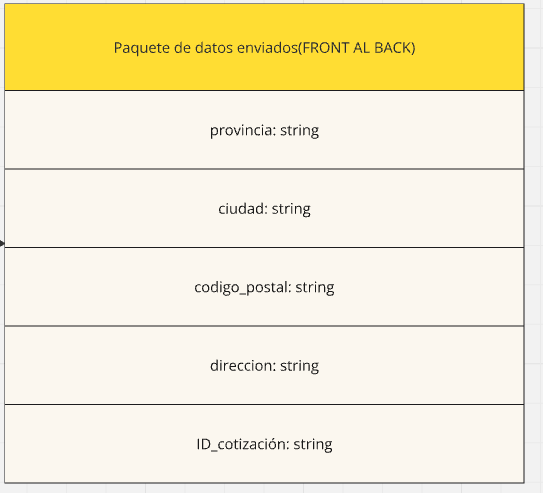 Paquete de datos enviados(FRONT AL BACK)
provincia: string
ciudad: string
codigo_postal: string
direccion: string
ID_cotización: string